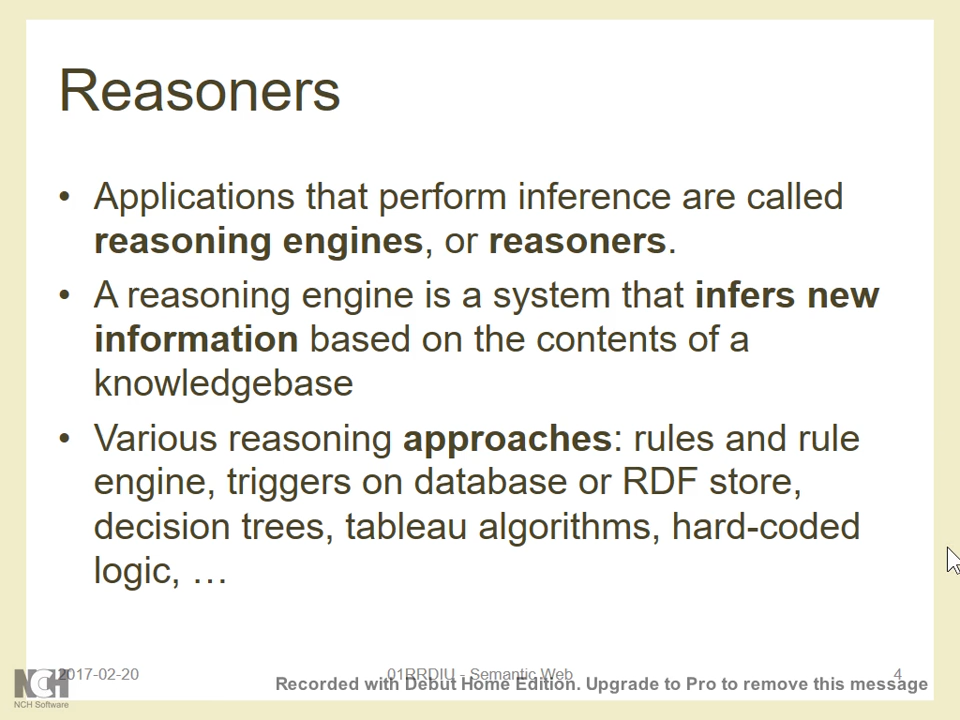 Reasoners
• Applications that perform inference are called
reasoning engines, or reasoners.
• A reasoning engine is a system that infers new
information based on the contents of a
knowledgebase
• Various reasoning approaches: rules and rule
engine, triggers on database or RDF store,
decision trees, tableau algorithms, hard-coded
logic, …
2017-02-20
01RRDIU - Semantic Web
4
Recorded with Debut Home Edition. Upgrade to Pro to remove this message
NCH
NCH Software